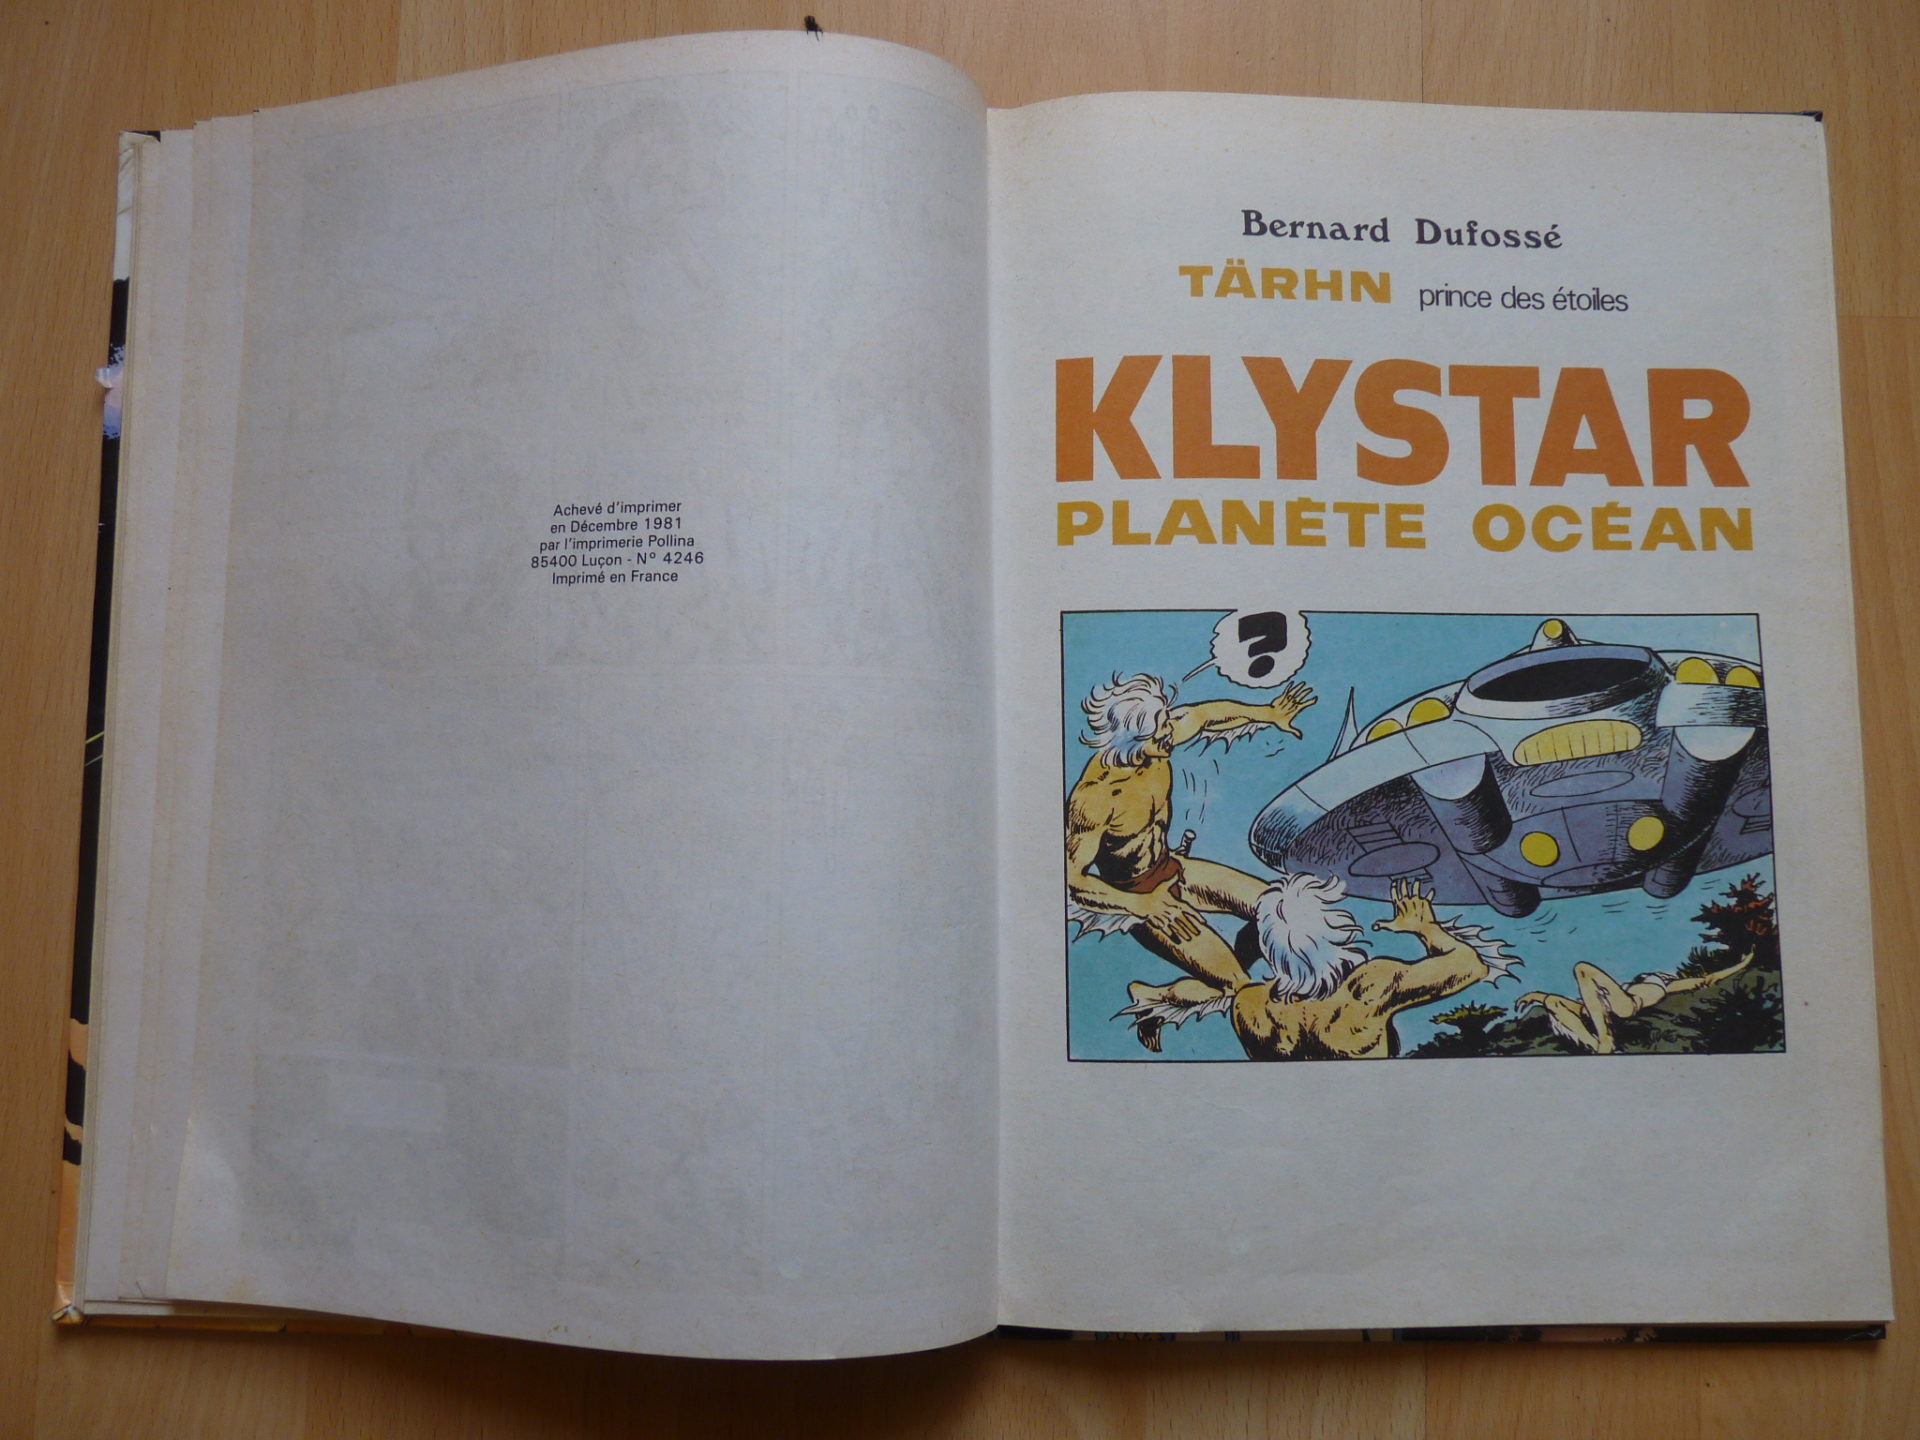 Achevé d'imprimer
en Décembre 1981
par l'imprimerie Pollina
85400 Luçon - N° 4246
Imprimé en France
Bernard Dufossé
TÄRHN prince des étoiles
KLYSTAR
PLANÈTE OCÉAN
?